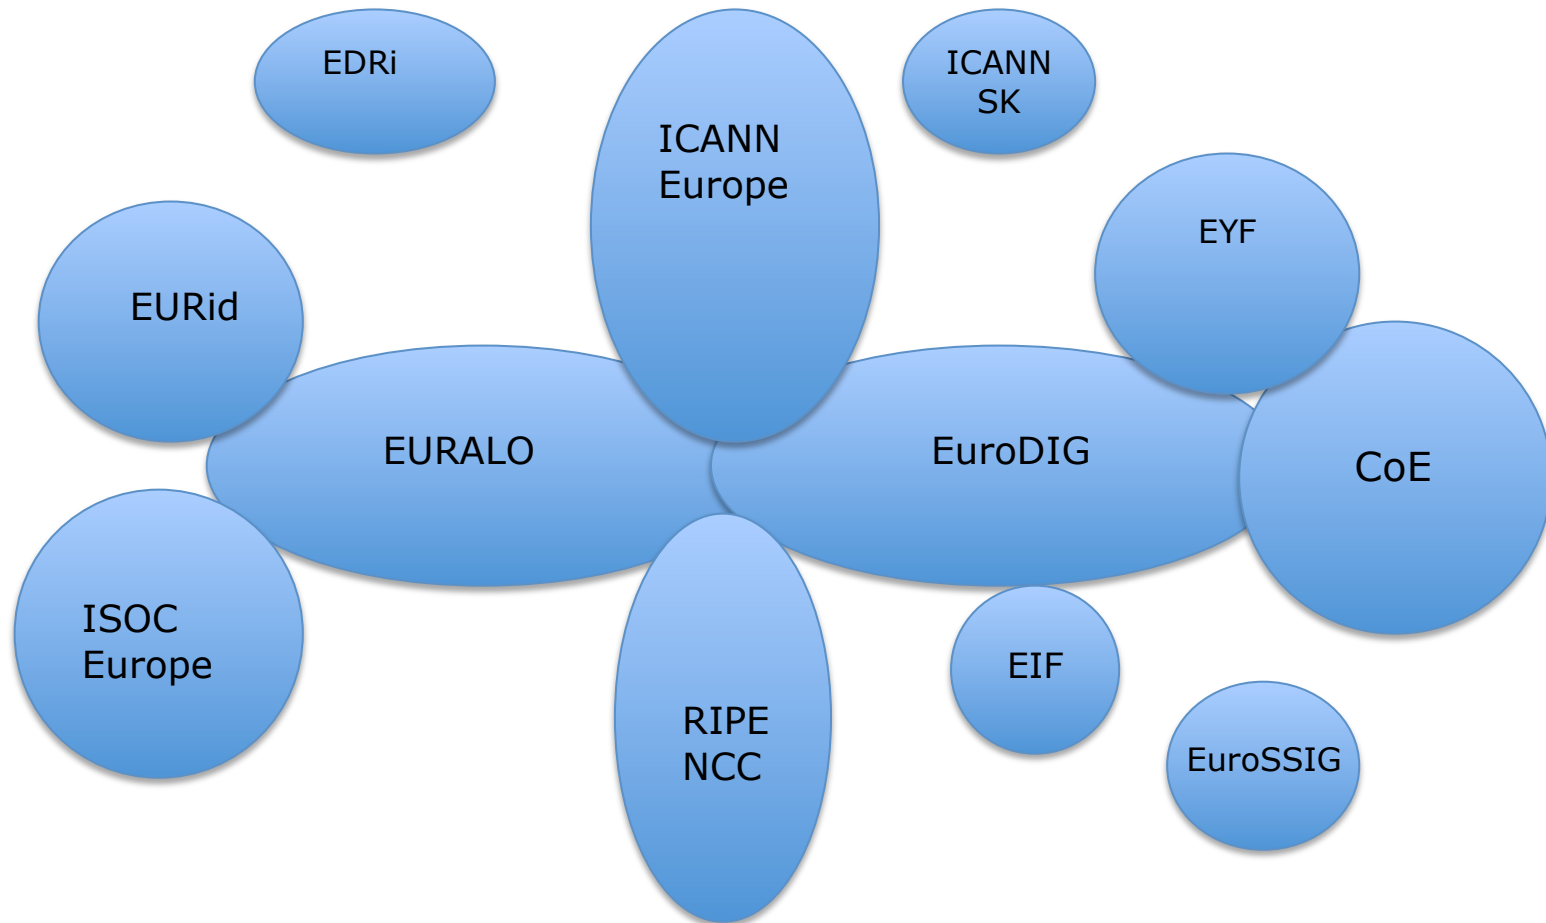 EDRi
ICANN
SK
ICANN
Europe
EYF
EURid
EURALO
EuroDIG
CoE
ISOC
Europe
EIF
RIPE
NCC
EuroSSIG